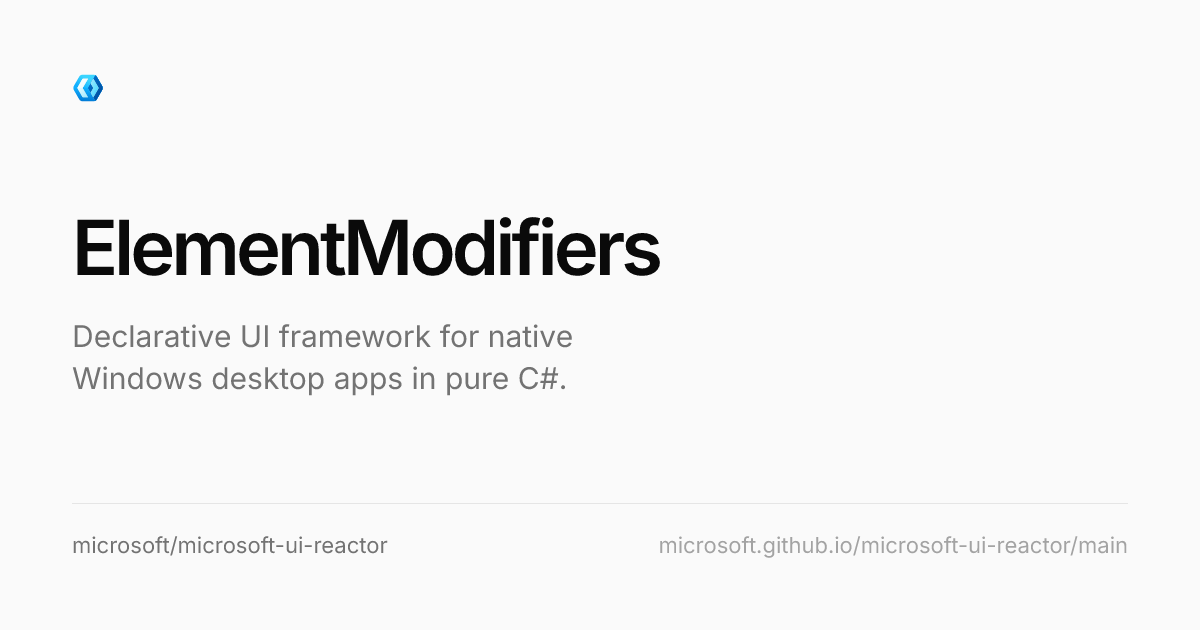 ElementModifiers
Declarative UI framework for native
Windows desktop apps in pure C#.
microsoft/microsoft-ui-reactor
microsoft.github.io/microsoft-ui-reactor/main